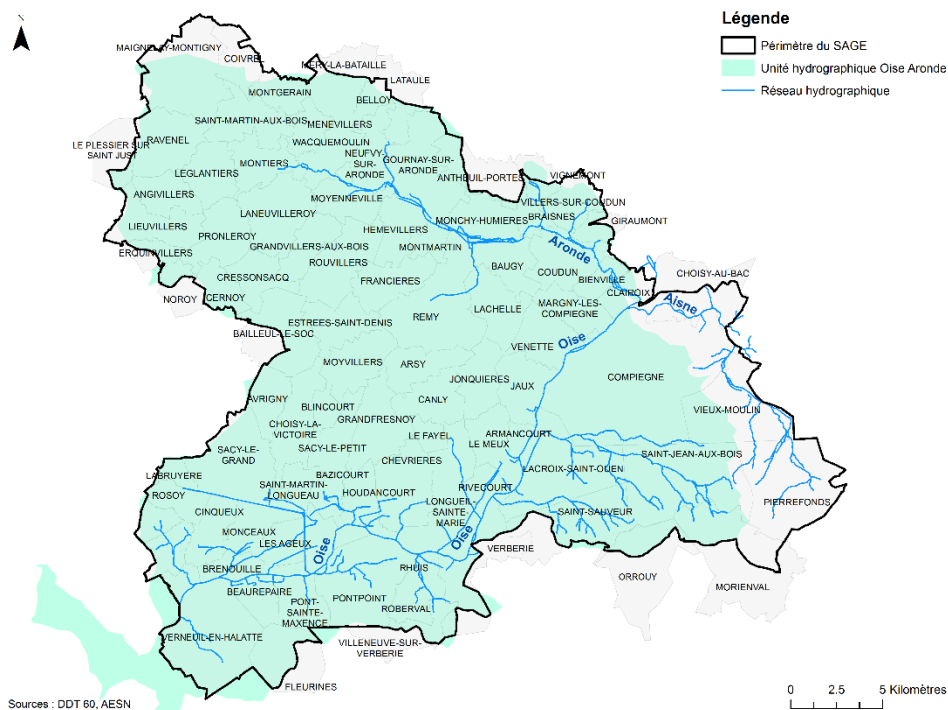 N
Légende
Périmètre du SAGE
Unité hydrographique Oise Aronde
Réseau hydrographique
MAIGNELAY-MONTIGNY
COIVREL
MERY-LA-BATAILLE
LATAULE
MONTGERAIN
BELLOY
SAINT-MARTIN-AUX-BOIS
MENEVILLERS
RAVENEL
WACQUEMOULIN
LE PLESSIER SUR
SAINT JUST
NEUFVY-
SUR-
ARONDE
GOURNAY-SUR-
ARONDE
MONTIERS
LEGLANTIERS
ANTHEUIL-PORTES
VIGNEMONT
ANGIVILLERS
MOYENNEVILLE
VILLERS-SUR-COUDUN
LANEUVILLEROY
BRAISNES
MONCHY-HUMIERES
GIRAUMONT
LIEUVILLERS
PRONLEROY
HEMEVILLERS
GRANDVILLERS-AUX-BOIS
MONTMARTIN
Aronde
ERQUINVILLERS
ROUVILLERS
BAUGY
COUDUN
CHOISY-AU-BAC
CRESSONSACQ
FRANCIERES
BIENVILLE
NOROY
CERNOY
CLAIROIX
Aisne
LACHELLE
MARGNY-LES-
COMPIEGNE
REMY
ESTREES-SAINT-DENIS
BAILLEUL-LE-SOC
Oise
VENETTE
MOYVILLERS
ARSY
COMPIEGNE
JONQUIERES
JAUX
AVRIGNY
CANLY
BLINCOURT
VIEUX-MOULIN
GRANDFRESNOY
CHOISY-LA-
VICTOIRE
LE FAYEL
ARMANCOURT
LE MEUX
SACY-LE-
GRAND
SACY-LE-PETIT
SAINT-JEAN-AUX-BOIS
CHEVRIERES
LACROIX-SAINT-OUEN
LABRUYERE
BAZICOURT
SAINT-MARTIN-
LONGUEAU
RIVECOURT
ROSOY
HOUDANCOURT
LONGUEIL-
SAINTE-
MARIE
PIERREFONDS
CINQUEUX
SAINT-SAUVEUR
MONCEAUX
LES AGEUX
Oise
Oise
VERBERIE
BRENOUILLE
RHUIS
ORROUY
MORIENVAL
BEAUREPAIRE
PONTPOINT
PONT-
SAINTE-
MAXENCE
ROBERVAL
VERNEUIL-EN-HALATTE
VILLENEUVE-SUR-
VERBERIE
FLEURINES
0 2.5 5 Kilomètres
Sources : DDT 60, AESN